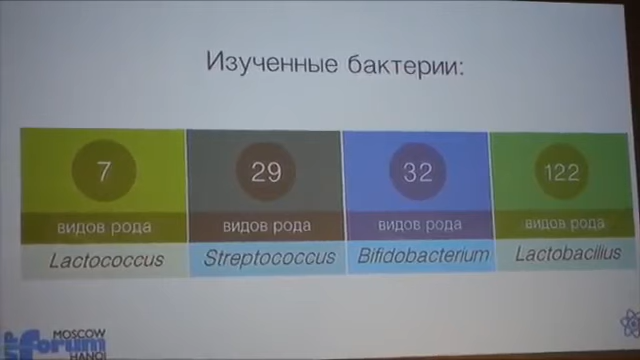 Изученные бактерии:
7
видов рода
Lactococcus
29
видов рода
Streptococcus
32
видов рода
Bifidobacterium
122
видов рода
Lactobacillus
MOSCOW
forum
HANOI